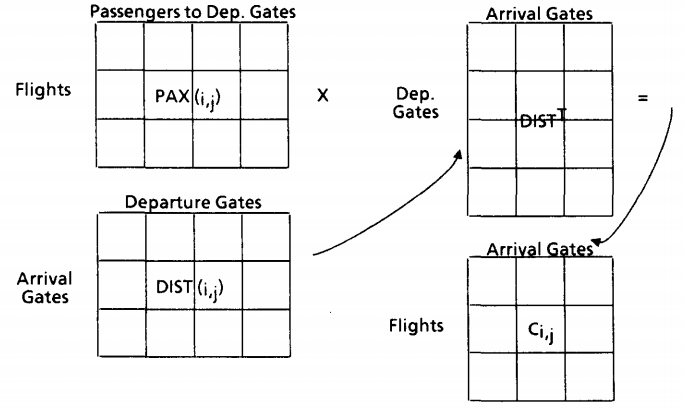 Passengers to Dep. Gates
Flights
PAX (i,j)
X
Arrival Gates
Dep.
Gates
DISTᵀ
=
Departure Gates
Arrival
Gates
DIST (i,j)
Arrival Gates
Flights
Ci,j